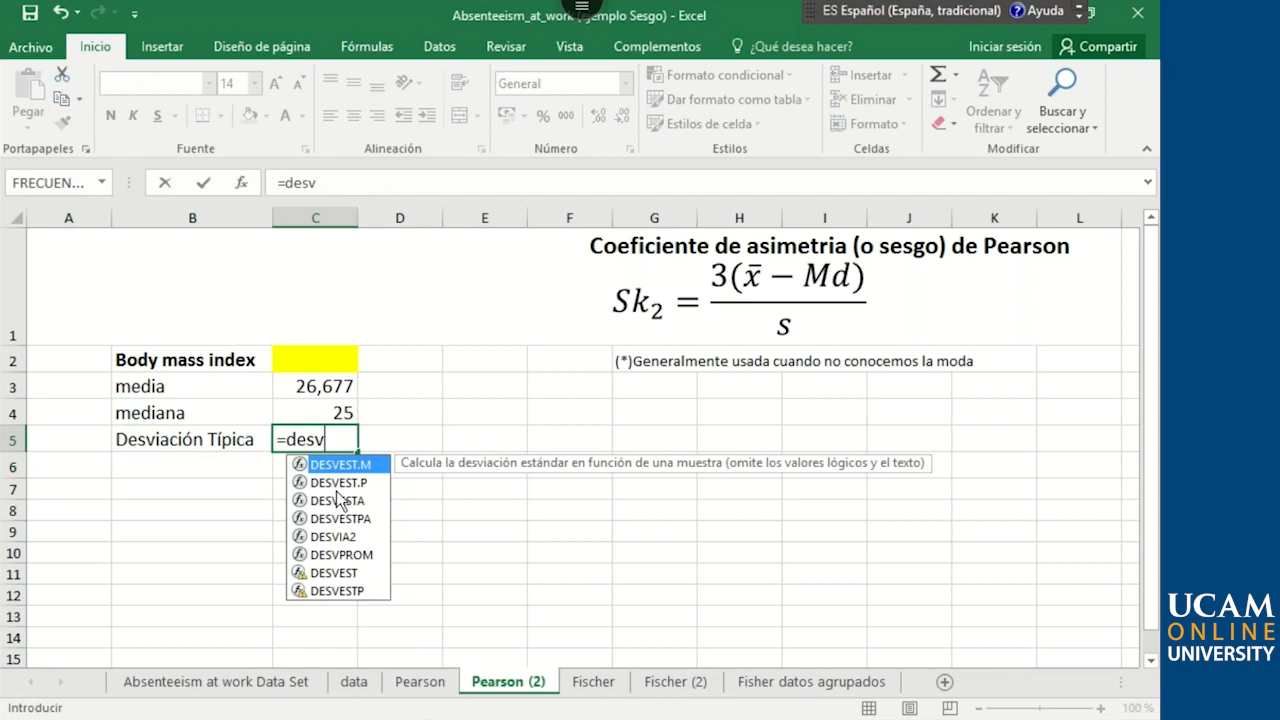 Absenteeism_at_work (ejemplo Sesgo) - Excel
ES Español (España, tradicional) ? Ayuda
Archivo Inicio Insertar Diseño de página Fórmulas Datos Revisar Vista Complementos ¿Qué desea hacer? Iniciar sesión Compartir
Pegar
14
N K S
A A
A
General
% 000
Formato condicional
Dar formato como tabla
Estilos de celda
Insertar
Eliminar
Formato
Σ
Ordenar y filtrar
Buscar y seleccionar
Portapapeles Fuente Alineación Número Estilos Celdas Modificar
FRECUEN... fx =desv
A B C D E F G H I J K L
Coeficiente de asimetria (o sesgo) de Pearson
Sk₂ = 3(x̄ − Md) / s
1
2 Body mass index (*)Generalmente usada cuando no conocemos la moda
3 media 26,677
4 mediana 25
5 Desviación Típica =desv
6 DESVEST.M Calcula la desviación estándar en función de una muestra (omite los valores lógicos y el texto)
7 DESVEST.P
8 DESVESTA
DESVESTPA
9 DESVIA2
10 DESVPROM
11 DESVEST
12 DESVESTP
13
14
15
Absenteeism at work Data Set data Pearson Pearson (2) Fischer Fischer (2) Fisher datos agrupados
Introducir 100 %
UCAM
ONLINE
UNIVERSITY